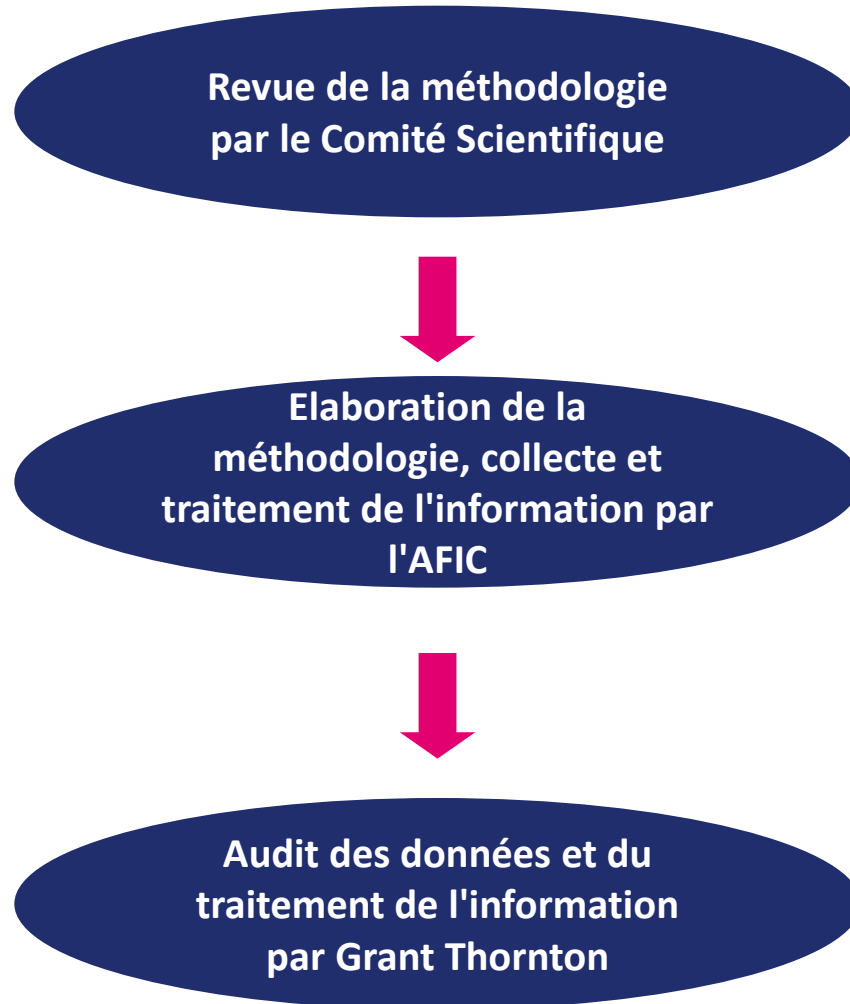 Revue de la méthodologie
par le Comité Scientifique
Elaboration de la
méthodologie, collecte et
traitement de l'information par
l'AFIC
Audit des données et du
traitement de l'information
par Grant Thornton